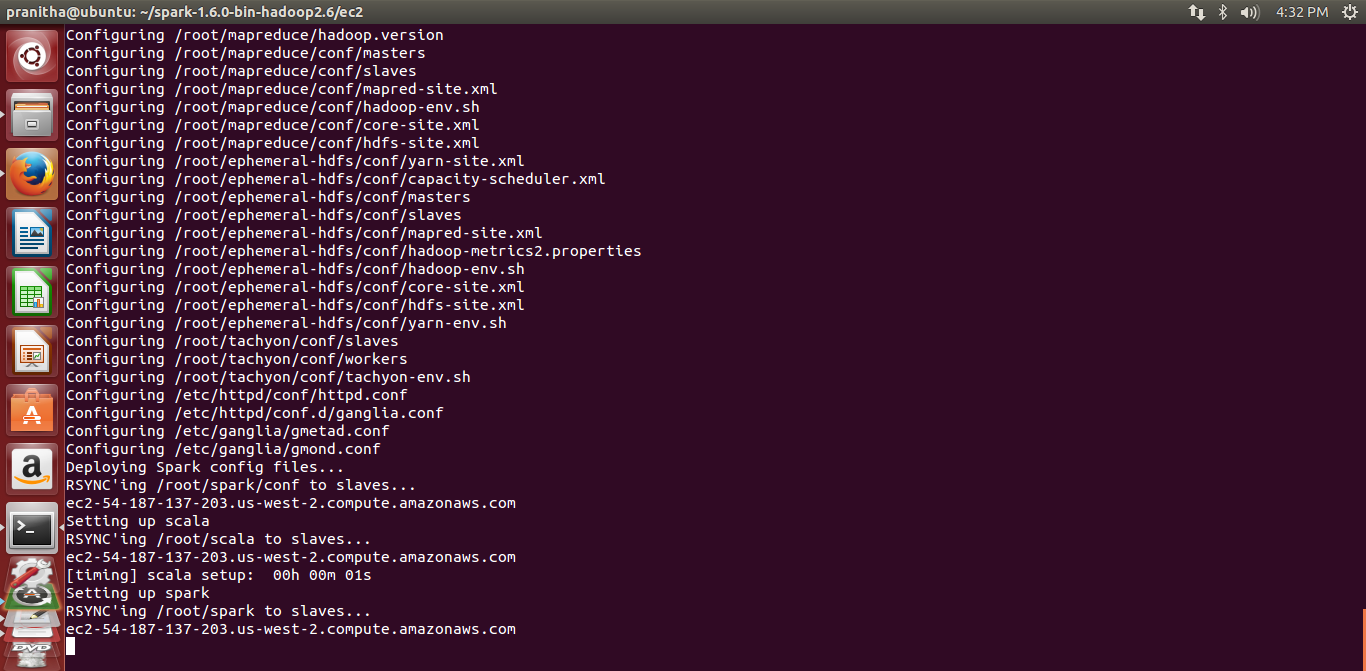 pranitha@ubuntu: ~/spark-1.6.0-bin-hadoop2.6/ec2
4:32 PM
Configuring /root/mapreduce/hadoop.version
Configuring /root/mapreduce/conf/masters
Configuring /root/mapreduce/conf/slaves
Configuring /root/mapreduce/conf/mapred-site.xml
Configuring /root/mapreduce/conf/hadoop-env.sh
Configuring /root/mapreduce/conf/core-site.xml
Configuring /root/mapreduce/conf/hdfs-site.xml
Configuring /root/ephemeral-hdfs/conf/yarn-site.xml
Configuring /root/ephemeral-hdfs/conf/capacity-scheduler.xml
Configuring /root/ephemeral-hdfs/conf/masters
Configuring /root/ephemeral-hdfs/conf/slaves
Configuring /root/ephemeral-hdfs/conf/mapred-site.xml
Configuring /root/ephemeral-hdfs/conf/hadoop-metrics2.properties
Configuring /root/ephemeral-hdfs/conf/hadoop-env.sh
Configuring /root/ephemeral-hdfs/conf/core-site.xml
Configuring /root/ephemeral-hdfs/conf/hdfs-site.xml
Configuring /root/ephemeral-hdfs/conf/yarn-env.sh
Configuring /root/tachyon/conf/slaves
Configuring /root/tachyon/conf/workers
Configuring /root/tachyon/conf/tachyon-env.sh
Configuring /etc/httpd/conf/httpd.conf
Configuring /etc/httpd/conf.d/ganglia.conf
Configuring /etc/ganglia/gmetad.conf
Configuring /etc/ganglia/gmond.conf
Deploying Spark config files...
RSYNC'ing /root/spark/conf to slaves...
ec2-54-187-137-203.us-west-2.compute.amazonaws.com
Setting up scala
RSYNC'ing /root/scala to slaves...
ec2-54-187-137-203.us-west-2.compute.amazonaws.com
[timing] scala setup:  00h 00m 01s
Setting up spark
RSYNC'ing /root/spark to slaves...
ec2-54-187-137-203.us-west-2.compute.amazonaws.com
a
>_
DVD